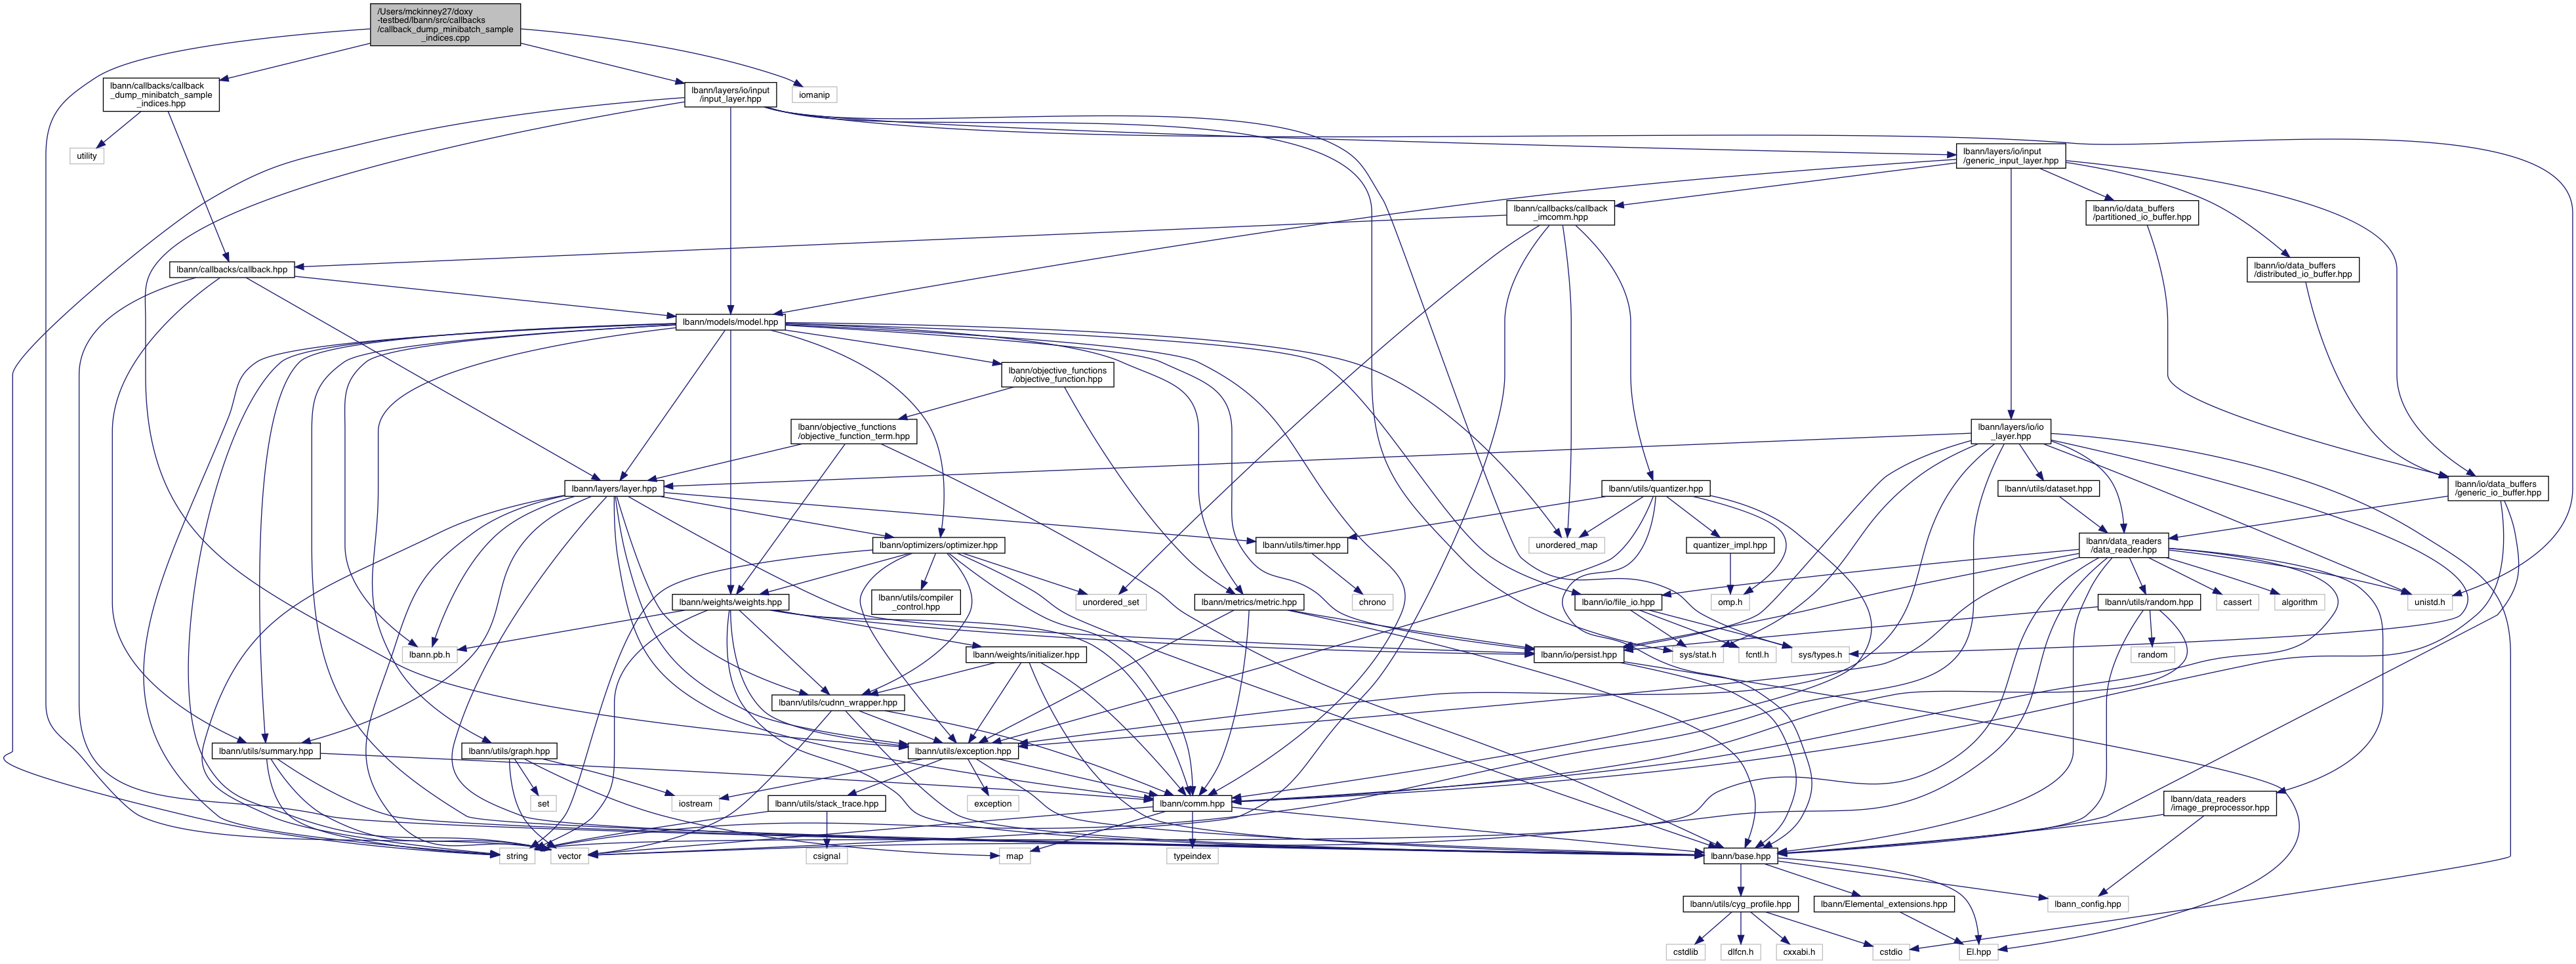 /Users/mckinney27/doxy
-testbed/lbann/src/callbacks
/callback_dump_minibatch_sample
_indices.cpp
lbann/callbacks/callback
_dump_minibatch_sample
_indices.hpp
lbann/layers/io/input
/input_layer.hpp
iomanip
utility
lbann/layers/io/input
/generic_input_layer.hpp
lbann/callbacks/callback
_imcomm.hpp
lbann/io/data_buffers
/partitioned_io_buffer.hpp
lbann/callbacks/callback.hpp
lbann/io/data_buffers
/distributed_io_buffer.hpp
lbann/models/model.hpp
lbann/objective_functions
/objective_function.hpp
lbann/objective_functions
/objective_function_term.hpp
lbann/layers/io/io
_layer.hpp
lbann/layers/layer.hpp
lbann/utils/quantizer.hpp
lbann/utils/dataset.hpp
lbann/io/data_buffers
/generic_io_buffer.hpp
lbann/optimizers/optimizer.hpp
lbann/utils/timer.hpp
unordered_map
quantizer_impl.hpp
lbann/data_readers
/data_reader.hpp
lbann/weights/weights.hpp
lbann/utils/compiler
_control.hpp
unordered_set
lbann/metrics/metric.hpp
chrono
lbann/io/file_io.hpp
omp.h
lbann/utils/random.hpp
cassert
algorithm
unistd.h
lbann.pb.h
lbann/weights/initializer.hpp
lbann/io/persist.hpp
sys/stat.h
fcntl.h
sys/types.h
random
lbann/utils/cudnn_wrapper.hpp
lbann/utils/summary.hpp
lbann/utils/graph.hpp
lbann/utils/exception.hpp
set
iostream
lbann/utils/stack_trace.hpp
exception
lbann/comm.hpp
lbann/data_readers
/image_preprocessor.hpp
string
vector
csignal
map
typeindex
lbann/base.hpp
lbann/utils/cyg_profile.hpp
lbann/Elemental_extensions.hpp
lbann_config.hpp
cstdlib
dlfcn.h
cxxabi.h
cstdio
El.hpp